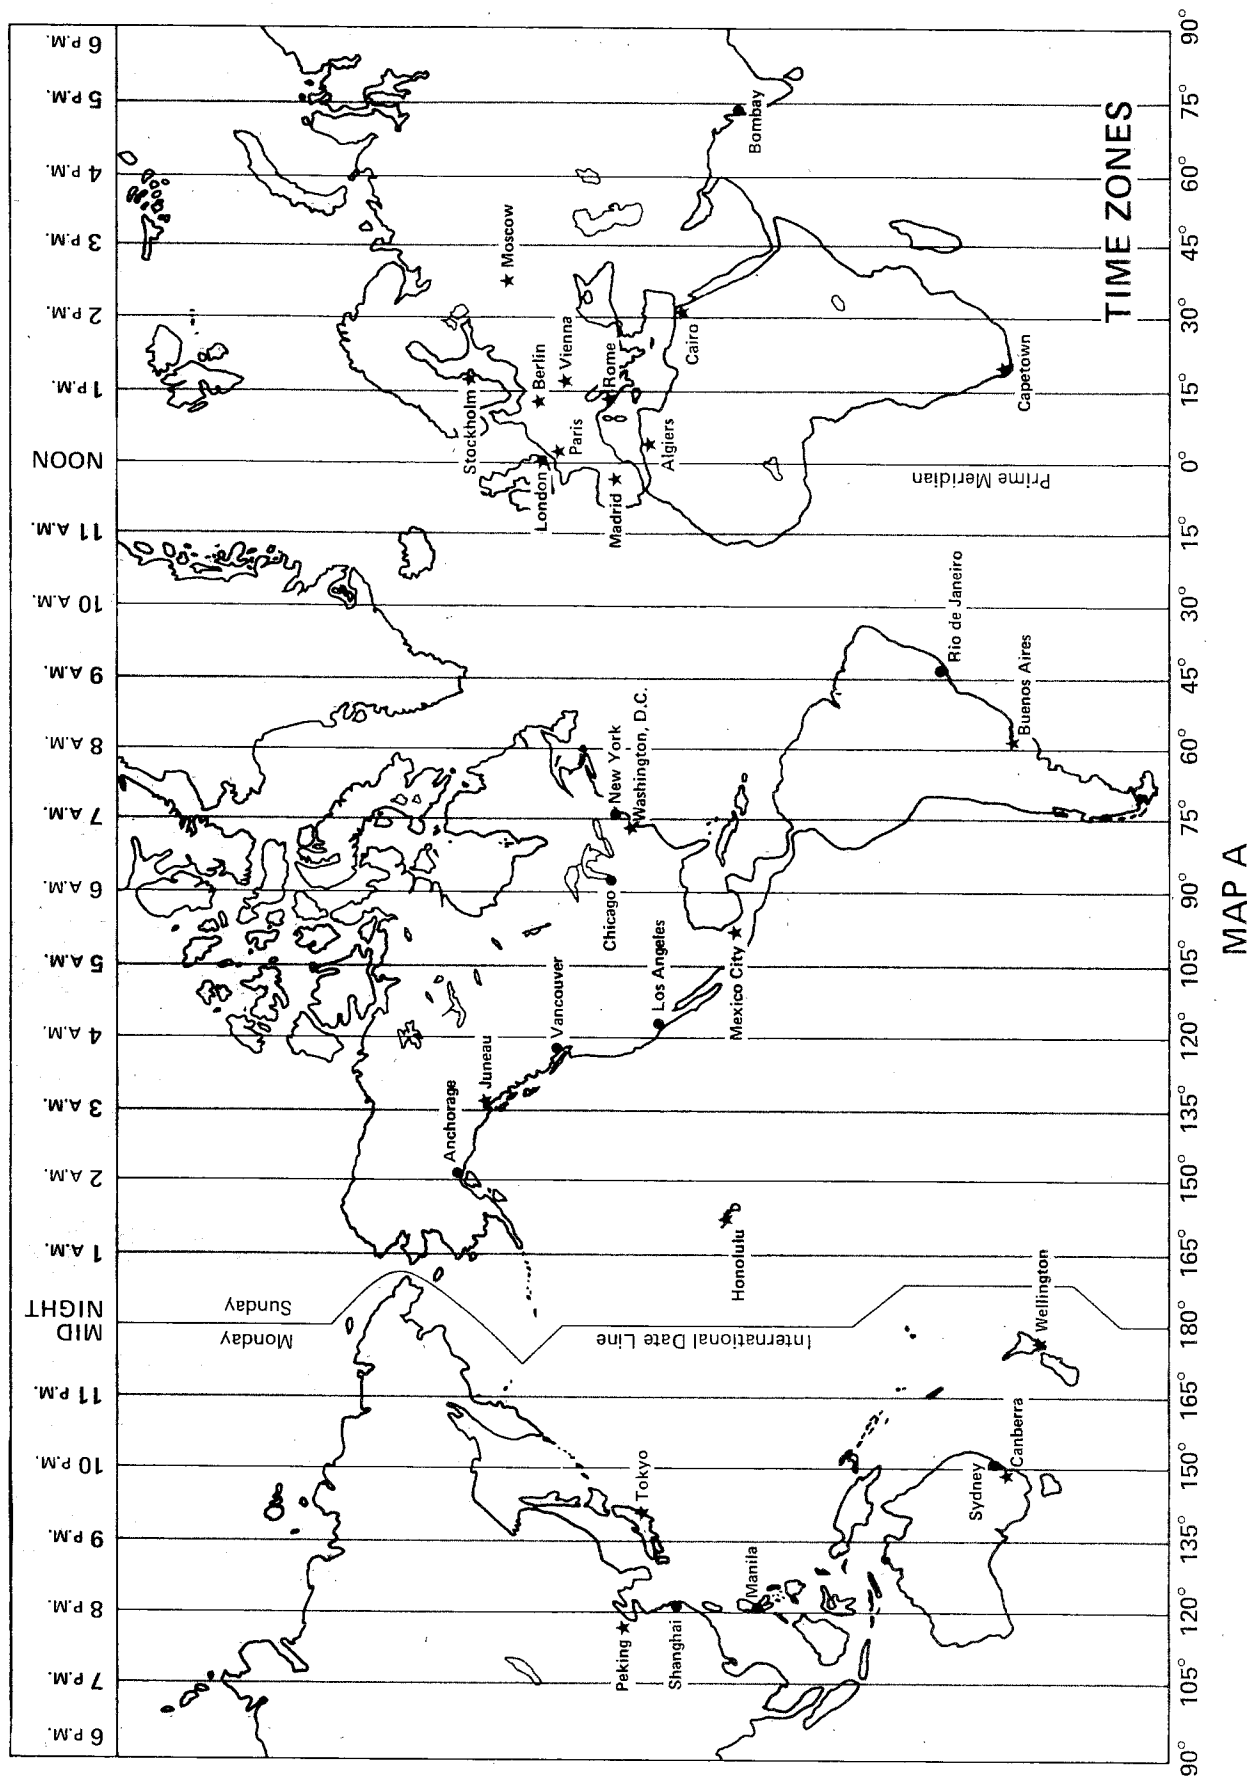 6 P.M.
7 P.M.
8 P.M.
9 P.M.
10 P.M.
11 P.M.
MID
NIGHT
1 A.M.
2 A.M.
3 A.M.
4 A.M.
5 A.M.
6 A.M.
7 A.M.
8 A.M.
9 A.M.
10 A.M.
11 A.M.
NOON
1 P.M.
2 P.M.
3 P.M.
4 P.M.
5 P.M.
6 P.M.
Monday
Sunday
International Date Line
Peking
Shanghai
Manila
Tokyo
Sydney
Canberra
Wellington
Honolulu
Anchorage
Juneau
Vancouver
Los Angeles
Mexico City
Chicago
New York
Washington, D.C.
Rio de Janeiro
Buenos Aires
London
Madrid
Paris
Algiers
Stockholm
Berlin
Vienna
Rome
Cairo
Moscow
Capetown
Bombay
Prime Meridian
TIME ZONES
90°
105°
120°
135°
150°
165°
180°
165°
150°
135°
120°
105°
90°
75°
60°
45°
30°
15°
0°
15°
30°
45°
60°
75°
90°
MAP A